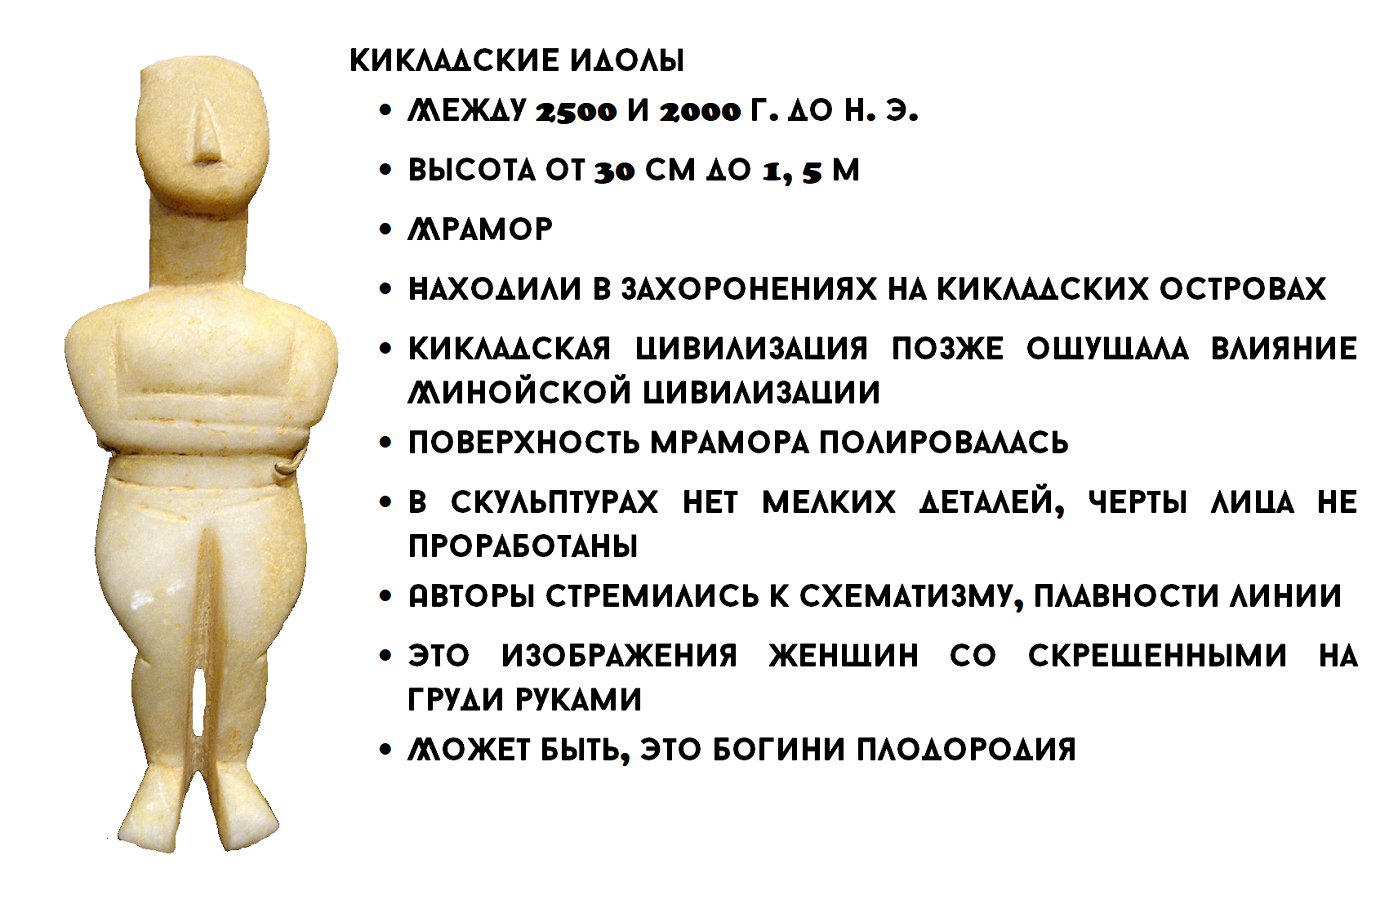 КИКЛАДСКИЕ ИДОЛЫ
• МЕЖДУ 2500 И 2000 Г. ДО Н. Э.
• ВЫСОТА ОТ 30 СМ ДО 1, 5 М
• МРАМОР
• НАХОДИЛИ В ЗАХОРОНЕНИЯХ НА КИКЛАДСКИХ ОСТРОВАХ
• КИКЛАДСКАЯ ЦИВИЛИЗАЦИЯ ПОЗЖЕ ОЩУЩАЛА ВЛИЯНИЕ
МИНОЙСКОЙ ЦИВИЛИЗАЦИИ
• ПОВЕРХНОСТЬ МРАМОРА ПОЛИРОВАЛАСЬ
• В СКУЛЬПТУРАХ НЕТ МЕЛКИХ ДЕТАЛЕЙ, ЧЕРТЫ ЛИЦА НЕ
ПРОРАБОТАНЫ
• АВТОРЫ СТРЕМИЛИСЬ К СХЕМАТИЗМУ, ПЛАВНОСТИ ЛИНИИ
• ЭТО ИЗОБРАЖЕНИЯ ЖЕНЩИН СО СКРЕЩЕННЫМИ НА
ГРУДИ РУКАМИ
• МОЖЕТ БЫТЬ, ЭТО БОГИНИ ПЛОДОРОДИЯ